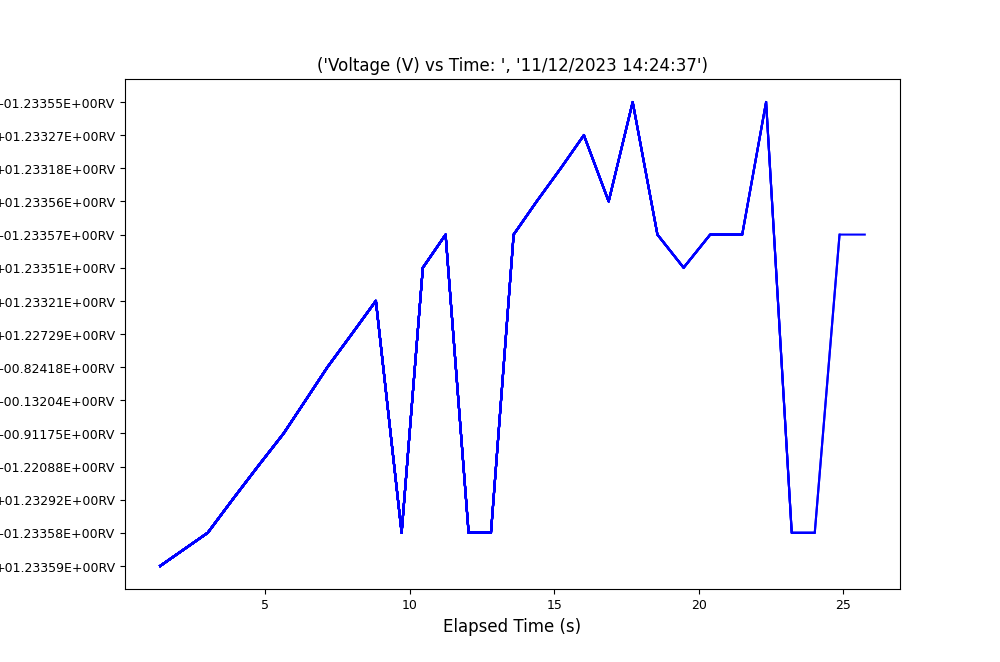 ('Voltage (V) vs Time: ', '11/12/2023 14:24:37')
-01.23355E+00RV
+01.23327E+00RV
+01.23318E+00RV
+01.23356E+00RV
-01.23357E+00RV
+01.23351E+00RV
+01.23321E+00RV
+01.22729E+00RV
-00.82418E+00RV
-00.13204E+00RV
-00.91175E+00RV
-01.22088E+00RV
+01.23292E+00RV
-01.23358E+00RV
+01.23359E+00RV
5 10 15 20 25
Elapsed Time (s)